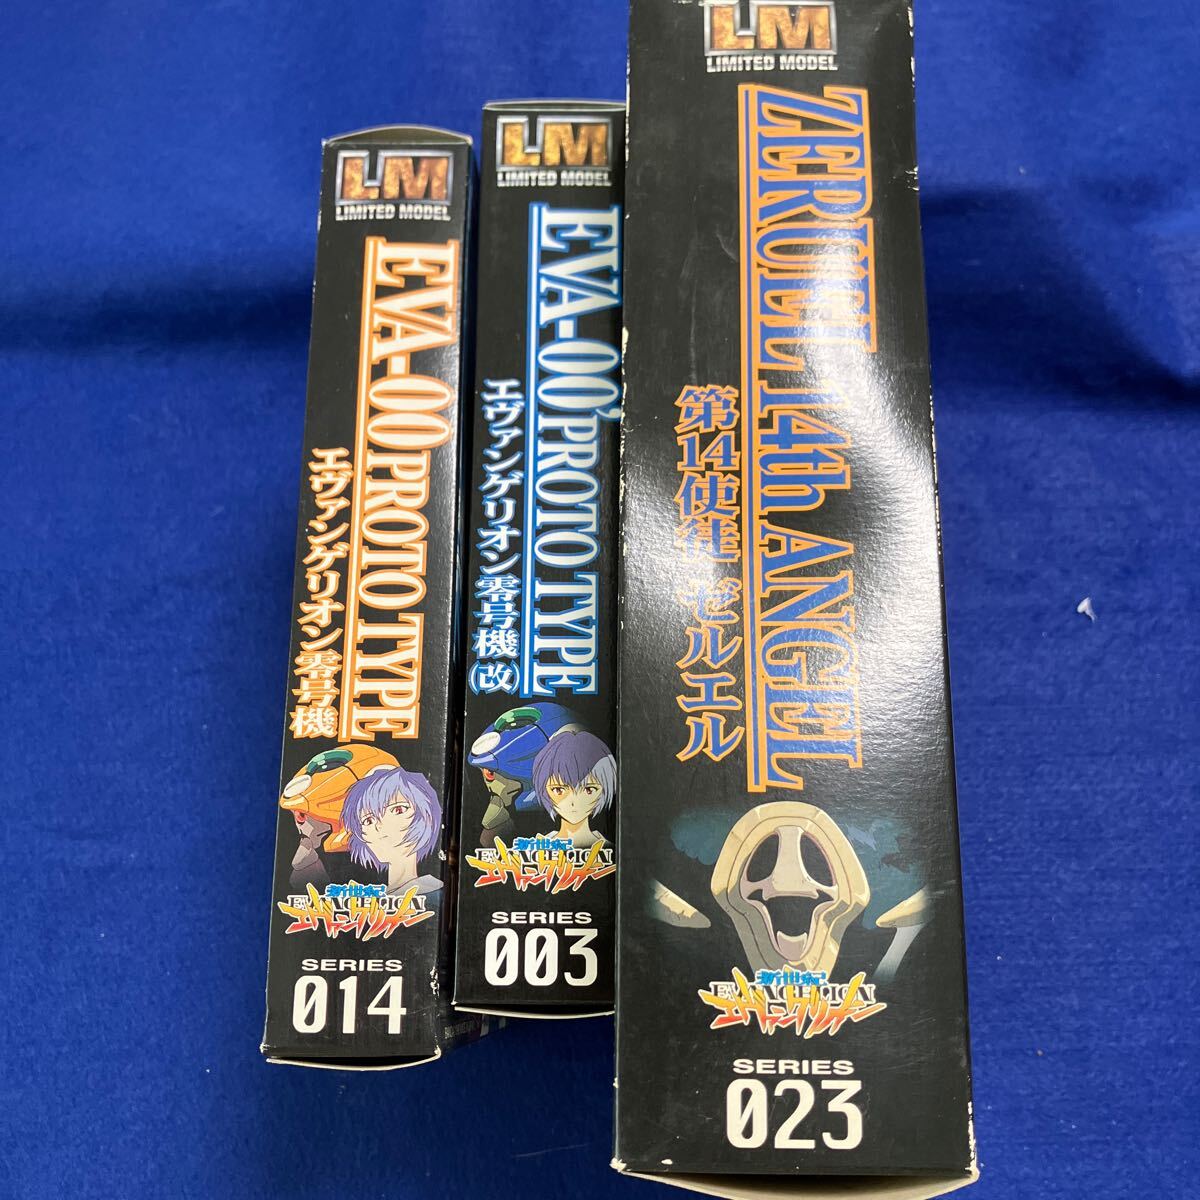 LM
LIMITED MODEL
EVA-00 PROTO TYPE
エヴァンゲリオン零号機
新世紀
EVANGELION
エヴァンゲリオン
SERIES
014
LM
LIMITED MODEL
EVA-00' PROTO TYPE
エヴァンゲリオン零号機(改)
新世紀
EVANGELION
エヴァンゲリオン
SERIES
003
LM
LIMITED MODEL
ZERUEL 14th ANGEL
第14使徒 ゼルエル
新世紀
EVANGELION
エヴァンゲリオン
SERIES
023